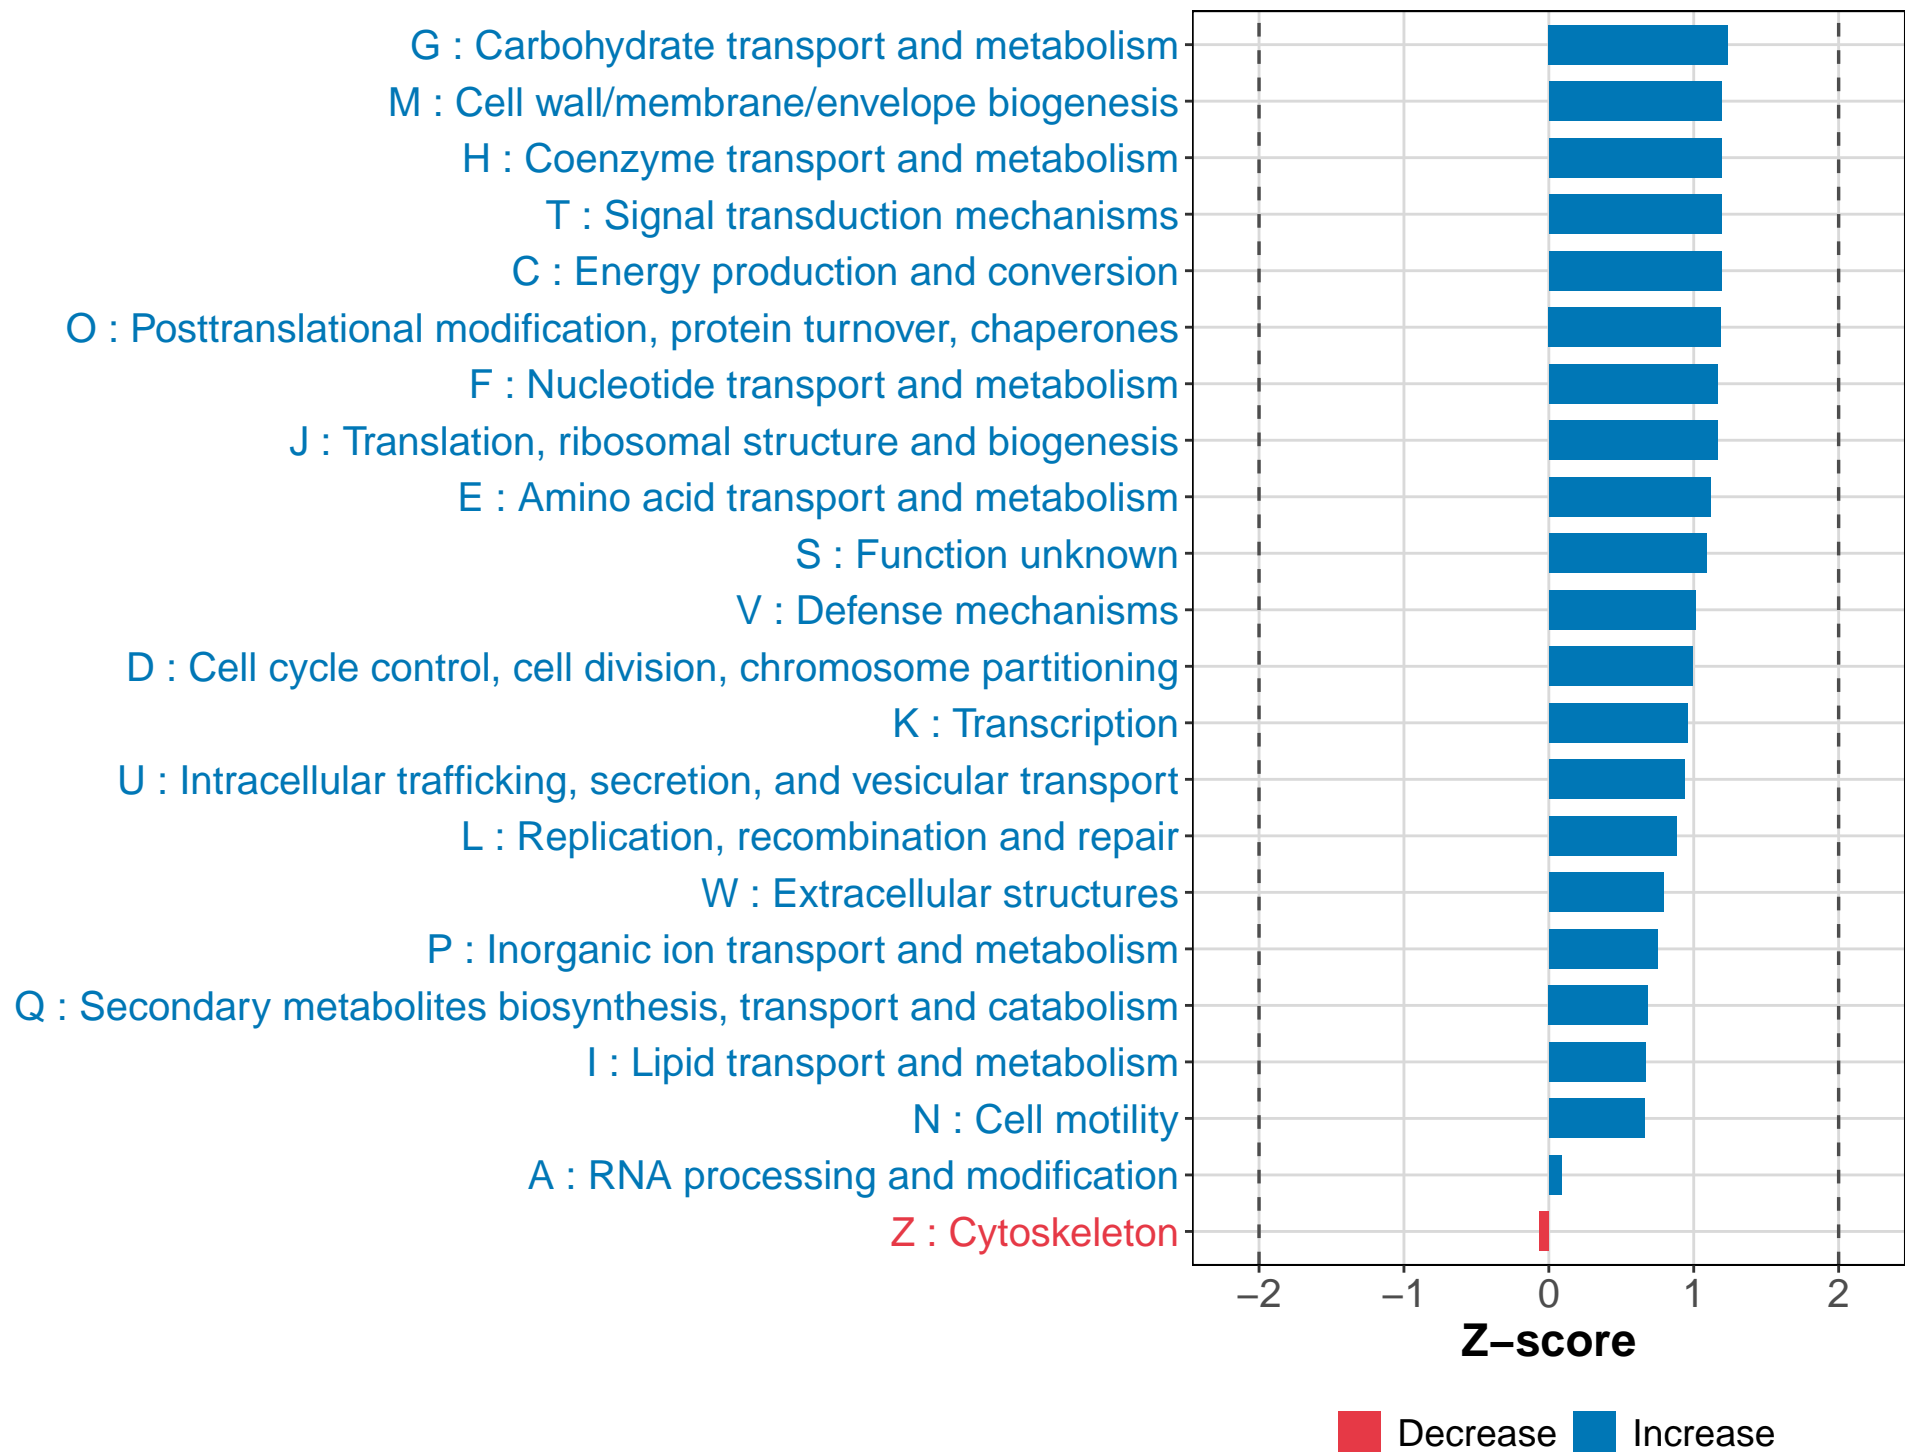 G : Carbohydrate transport and metabolism
M : Cell wall/membrane/envelope biogenesis
H : Coenzyme transport and metabolism
T : Signal transduction mechanisms
C : Energy production and conversion
O : Posttranslational modification, protein turnover, chaperones
F : Nucleotide transport and metabolism
J : Translation, ribosomal structure and biogenesis
E : Amino acid transport and metabolism
S : Function unknown
V : Defense mechanisms
D : Cell cycle control, cell division, chromosome partitioning
K : Transcription
U : Intracellular trafficking, secretion, and vesicular transport
L : Replication, recombination and repair
W : Extracellular structures
P : Inorganic ion transport and metabolism
Q : Secondary metabolites biosynthesis, transport and catabolism
I : Lipid transport and metabolism
N : Cell motility
A : RNA processing and modification
Z : Cytoskeleton
−2 −1 0 1 2
Z−score
Decrease Increase